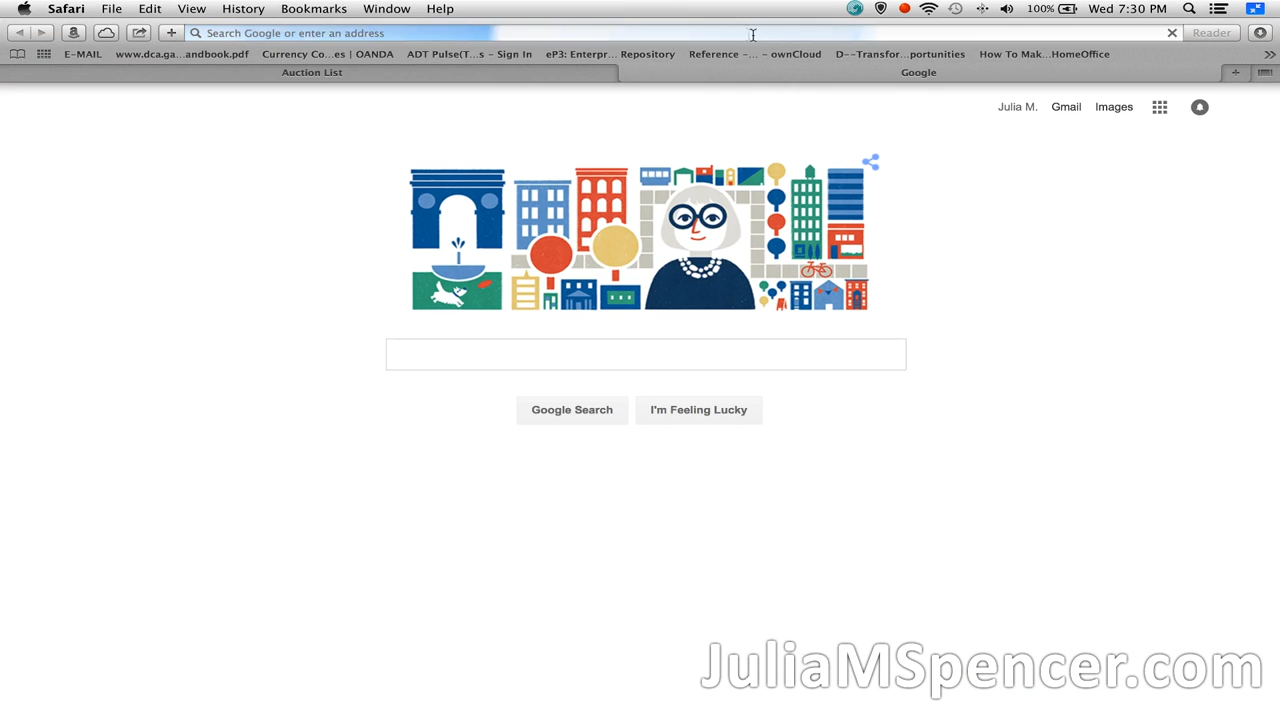 Safari File Edit View History Bookmarks Window Help 100% Wed 7:30 PM
Search Google or enter an address Reader
E-MAIL www.dca.ga...andbook.pdf Currency Co...es | OANDA ADT Pulse(T...s - Sign In eP3: Enterpr... Repository Reference -... - ownCloud D--Transfor...portunities How To Mak...HomeOffice
Auction List Google
Julia M. Gmail Images
Google Search I'm Feeling Lucky
JuliaMSpencer.com